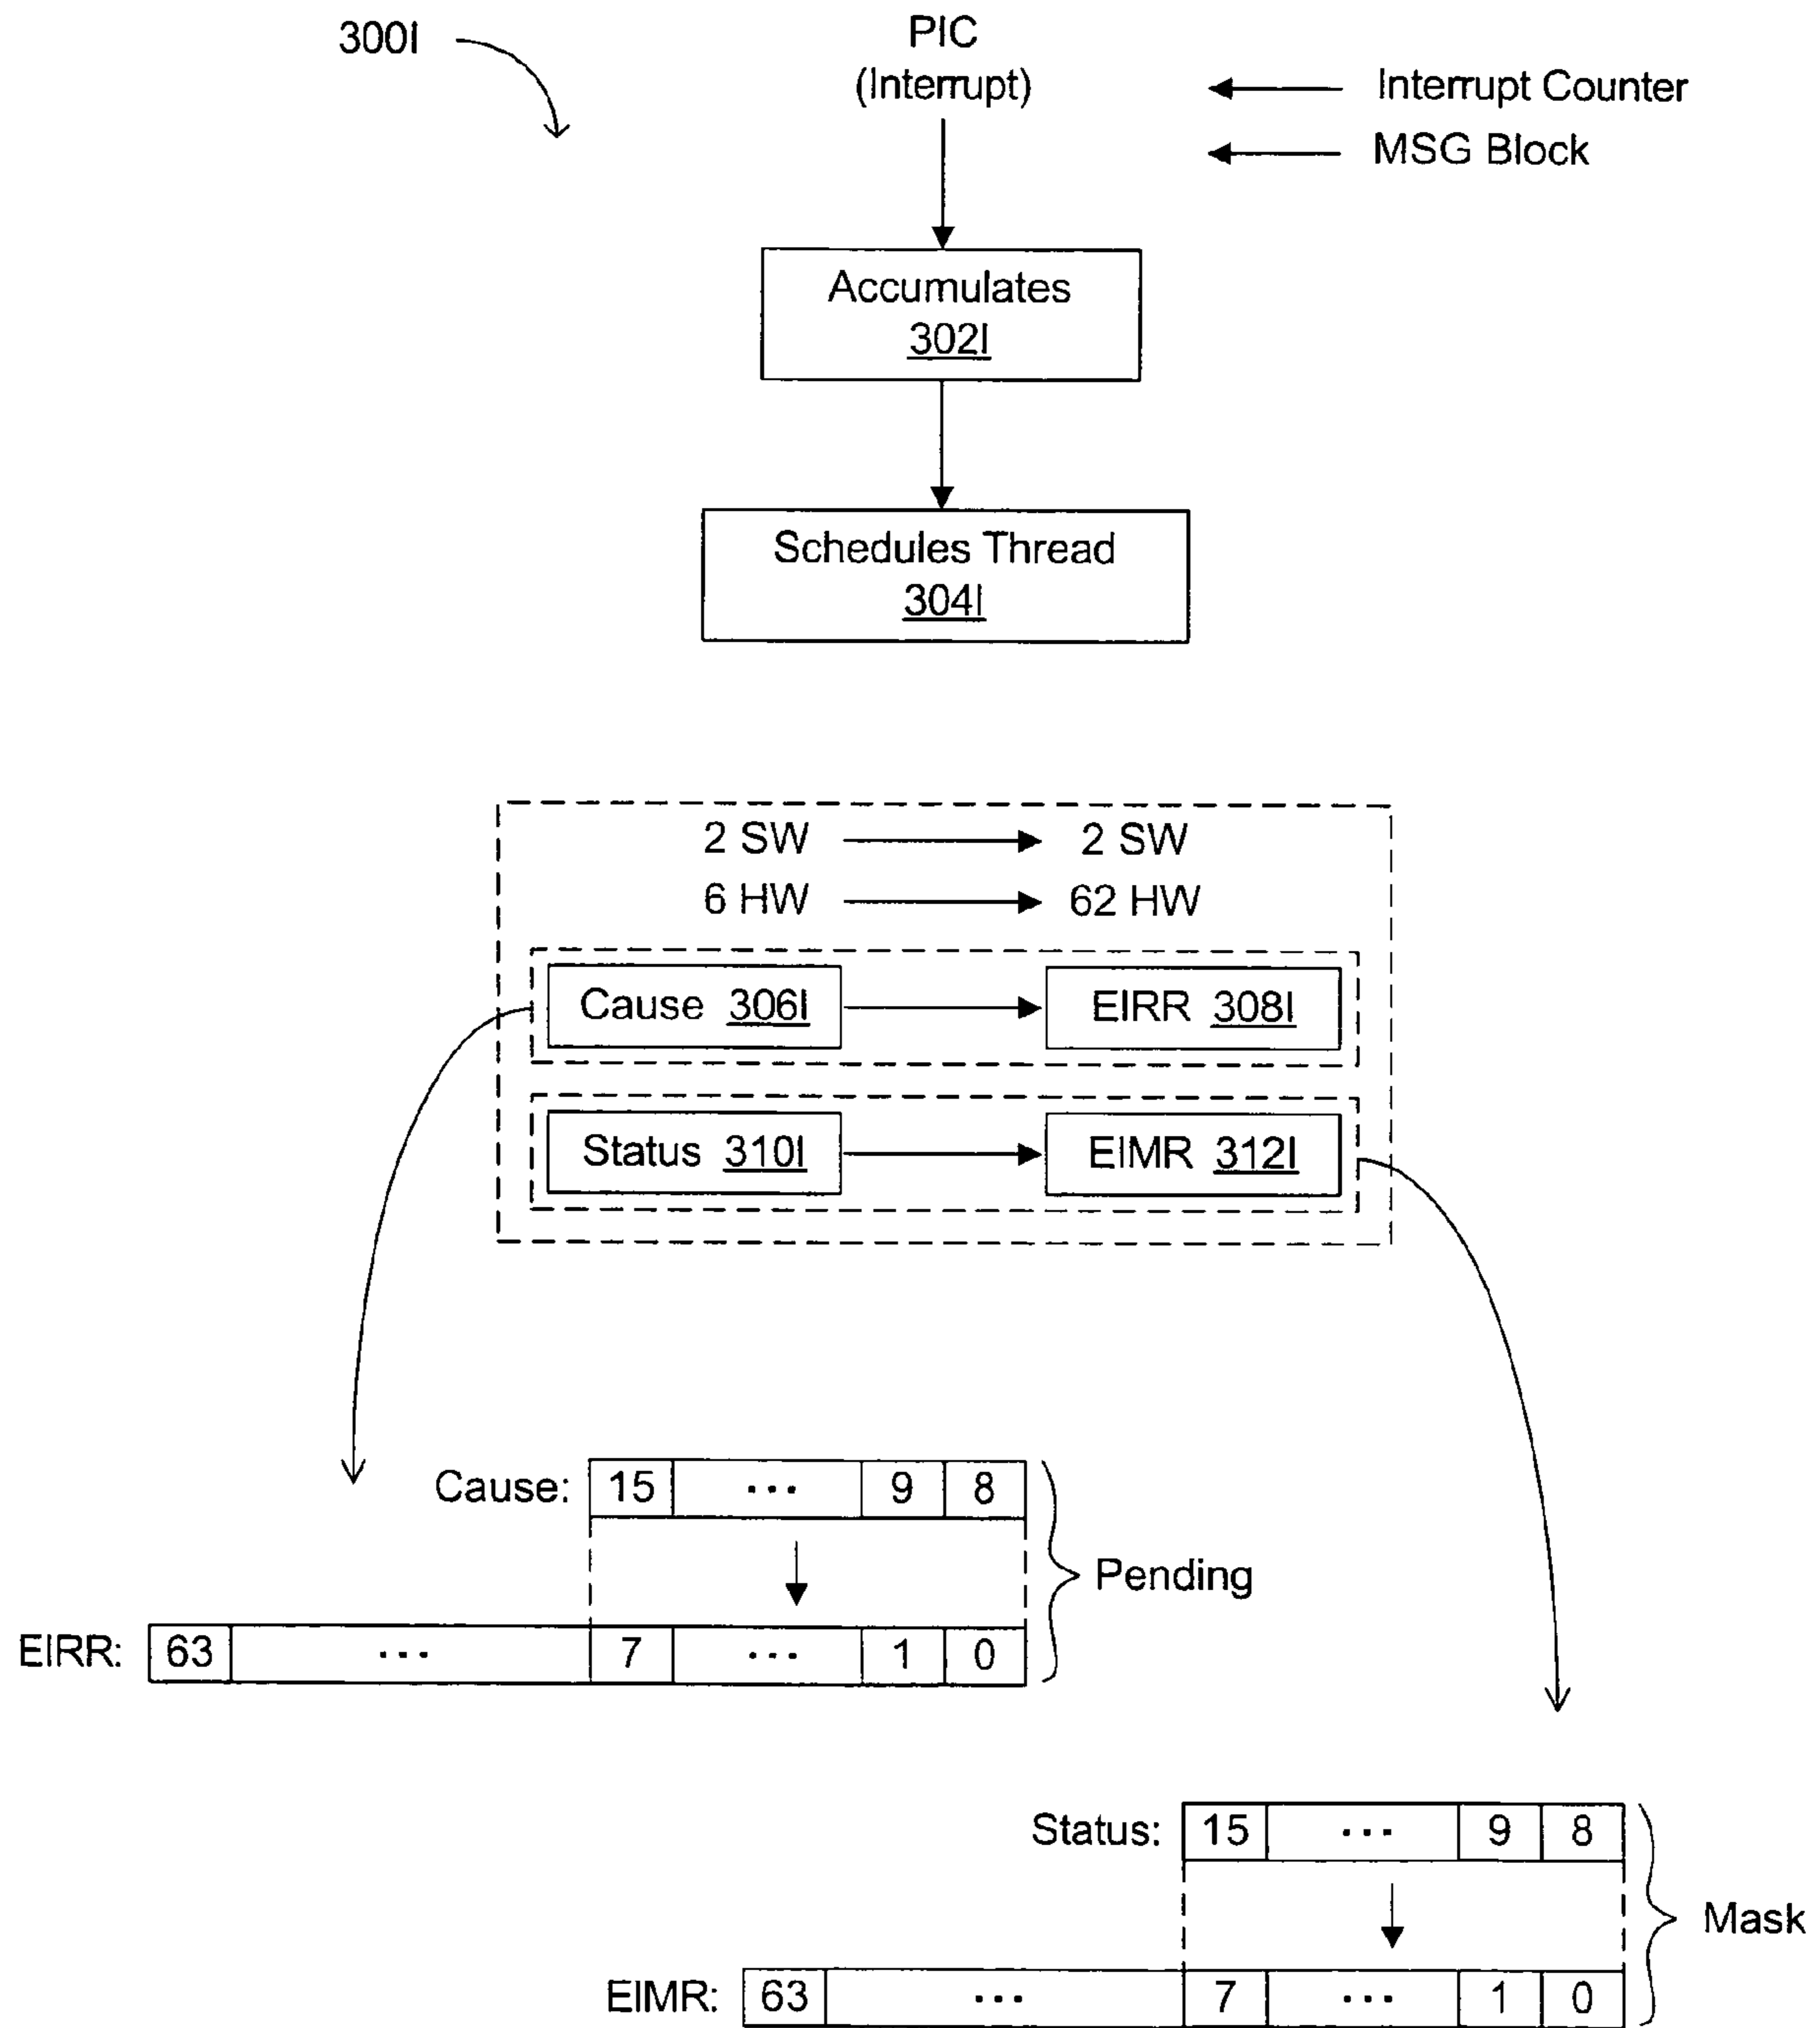 300I
PIC
(Interrupt)
Interrupt Counter
MSG Block
Accumulates
302I
Schedules Thread
304I
2 SW 2 SW
6 HW 62 HW
Cause 306I EIRR 308I
Status 310I EIMR 312I
Cause: 15 ... 9 8
Pending
EIRR: 63 ... 7 ... 1 0
Status: 15 ... 9 8
Mask
EIMR: 63 ... 7 ... 1 0